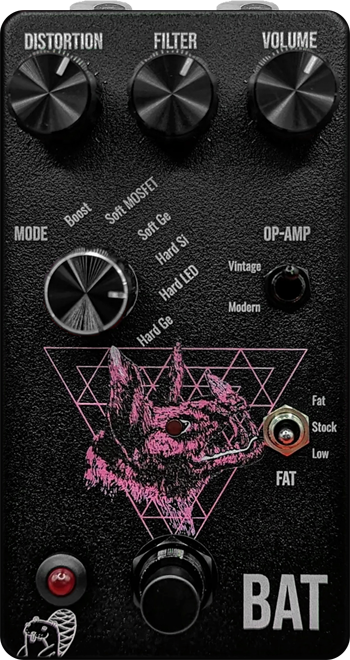 DISTORTION FILTER VOLUME
Boost
Soft MOSFET
Soft Ge
Hard Si
Hard LED
Hard Ge
MODE
OP-AMP
Vintage
Modern
Fat
Stock
Low
FAT
BAT